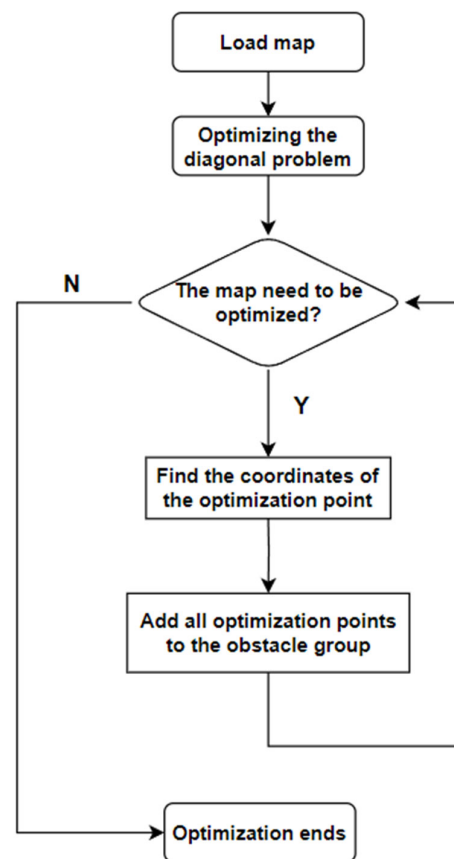 Load map
Optimizing the
diagonal problem
N
The map need to be
optimized?
Y
Find the coordinates of
the optimization point
Add all optimization points
to the obstacle group
Optimization ends